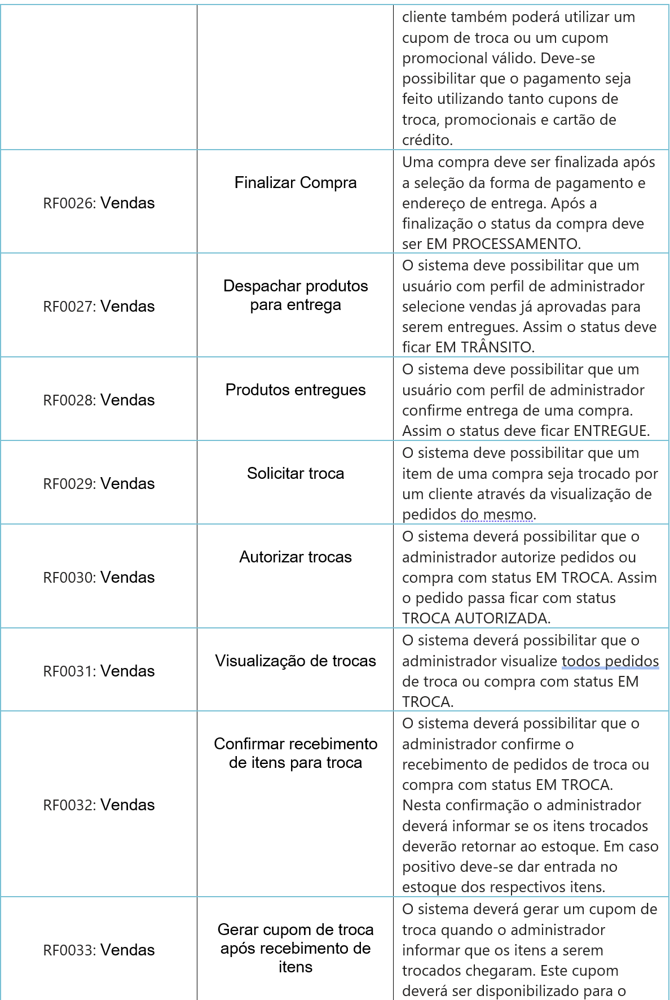 cliente também poderá utilizar um
cupom de troca ou um cupom
promocional válido. Deve-se
possibilitar que o pagamento seja
feito utilizando tanto cupons de
troca, promocionais e cartão de
crédito.
RF0026: Vendas
Finalizar Compra
Uma compra deve ser finalizada após
a seleção da forma de pagamento e
endereço de entrega. Após a
finalização o status da compra deve
ser EM PROCESSAMENTO.
RF0027: Vendas
Despachar produtos
para entrega
O sistema deve possibilitar que um
usuário com perfil de administrador
selecione vendas já aprovadas para
serem entregues. Assim o status deve
ficar EM TRÂNSITO.
RF0028: Vendas
Produtos entregues
O sistema deve possibilitar que um
usuário com perfil de administrador
confirme entrega de uma compra.
Assim o status deve ficar ENTREGUE.
RF0029: Vendas
Solicitar troca
O sistema deve possibilitar que um
item de uma compra seja trocado por
um cliente através da visualização de
pedidos do mesmo.
RF0030: Vendas
Autorizar trocas
O sistema deverá possibilitar que o
administrador autorize pedidos ou
compra com status EM TROCA. Assim
o pedido passa ficar com status
TROCA AUTORIZADA.
RF0031: Vendas
Visualização de trocas
O sistema deverá possibilitar que o
administrador visualize todos pedidos
de troca ou compra com status EM
TROCA.
RF0032: Vendas
Confirmar recebimento
de itens para troca
O sistema deverá possibilitar que o
administrador confirme o
recebimento de pedidos de troca ou
compra com status EM TROCA.
Nesta confirmação o administrador
deverá informar se os itens trocados
deverão retornar ao estoque. Em caso
positivo deve-se dar entrada no
estoque dos respectivos itens.
RF0033: Vendas
Gerar cupom de troca
após recebimento de
itens
O sistema deverá gerar um cupom de
troca quando o administrador
informar que os itens a serem
trocados chegaram. Este cupom
deverá ser disponibilizado para o